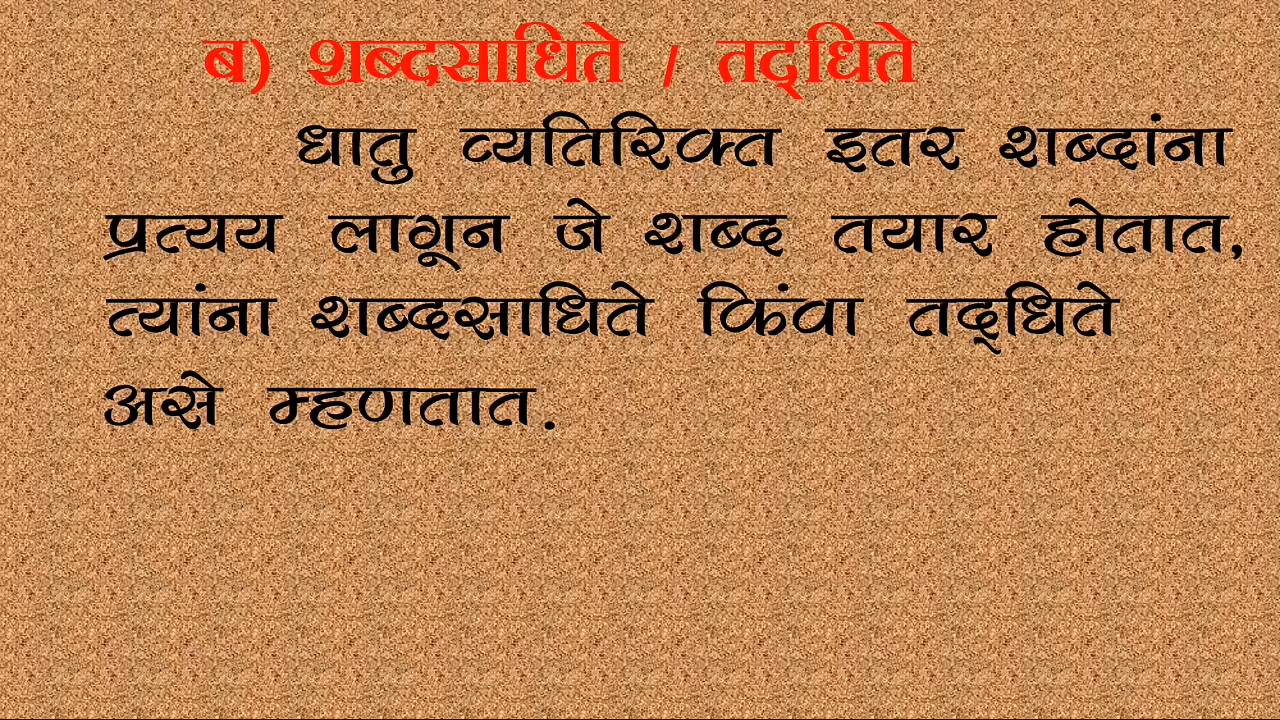 ब) शब्दसाधिते / तद्धिते
धातु व्यतिरिक्त इतर शब्दांना
प्रत्यय लागून जे शब्द तयार होतात,
त्यांना शब्दसाधिते किंवा तद्धिते
असे म्हणतात.